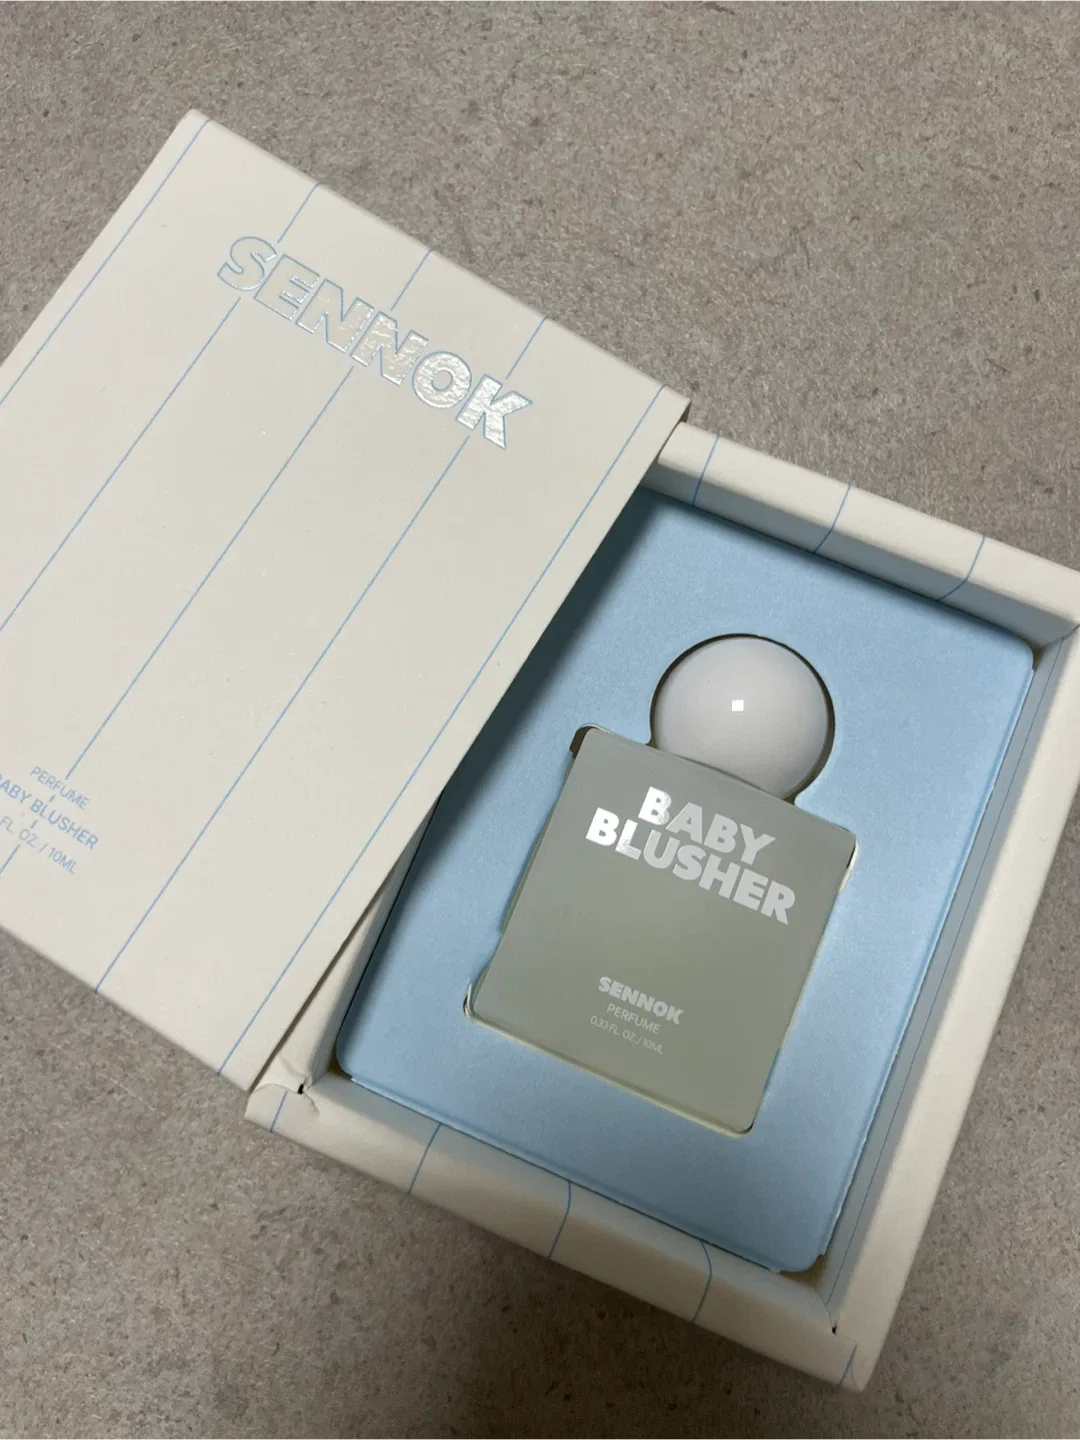 SENNOK
PERFUME
BABY BLUSHER
FL OZ. / 10ML
BABY
BLUSHER
SENNOK
PERFUME
0.33 FL. OZ. / 10ML